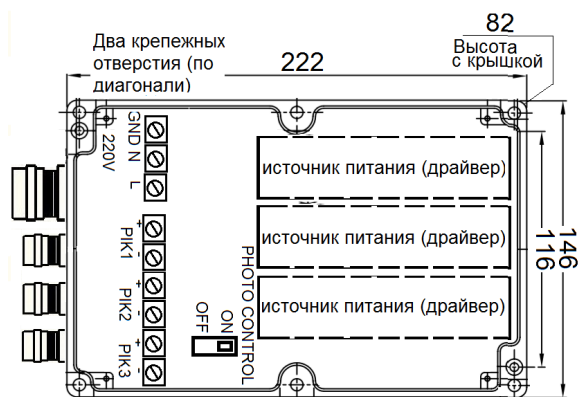 Два крепежных
отверстия (по
диагонали)
222
82
Высота
с крышкой
GND N L
220V
источник питания (драйвер)
источник питания (драйвер)
источник питания (драйвер)
+
PIK1
-
+
PIK2
-
+
PIK3
-
PHOTO CONTROL
OFF
ON
116
146